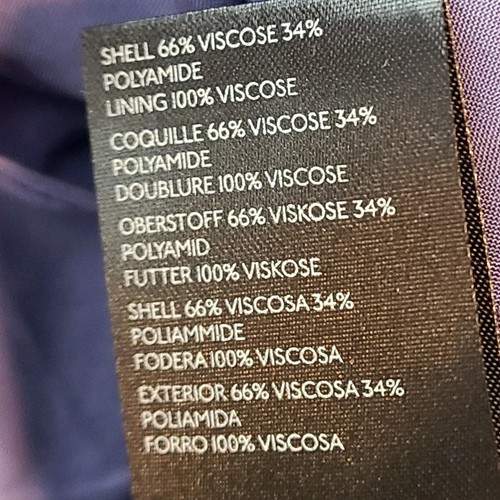 SHELL 66% VISCOSE 34%
POLYAMIDE
LINING 100% VISCOSE
COQUILLE 66% VISCOSE 34%
POLYAMIDE
DOUBLURE 100% VISCOSE
OBERSTOFF 66% VISKOSE 34%
POLYAMID
FUTTER 100% VISKOSE
SHELL 66% VISCOSA 34%
POLIAMMIDE
FODERA 100% VISCOSA
EXTERIOR 66% VISCOSA 34%
POLIAMIDA
FORRO 100% VISCOSA